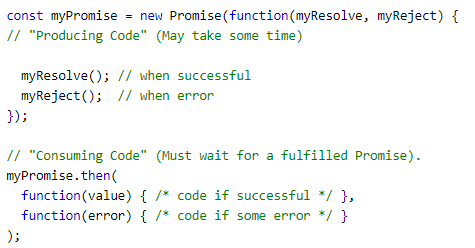 const myPromise = new Promise(function(myResolve, myReject) {
// "Producing Code" (May take some time)

  myResolve(); // when successful
  myReject();  // when error
});

// "Consuming Code" (Must wait for a fulfilled Promise).
myPromise.then(
  function(value) { /* code if successful */ },
  function(error) { /* code if some error */ }
);